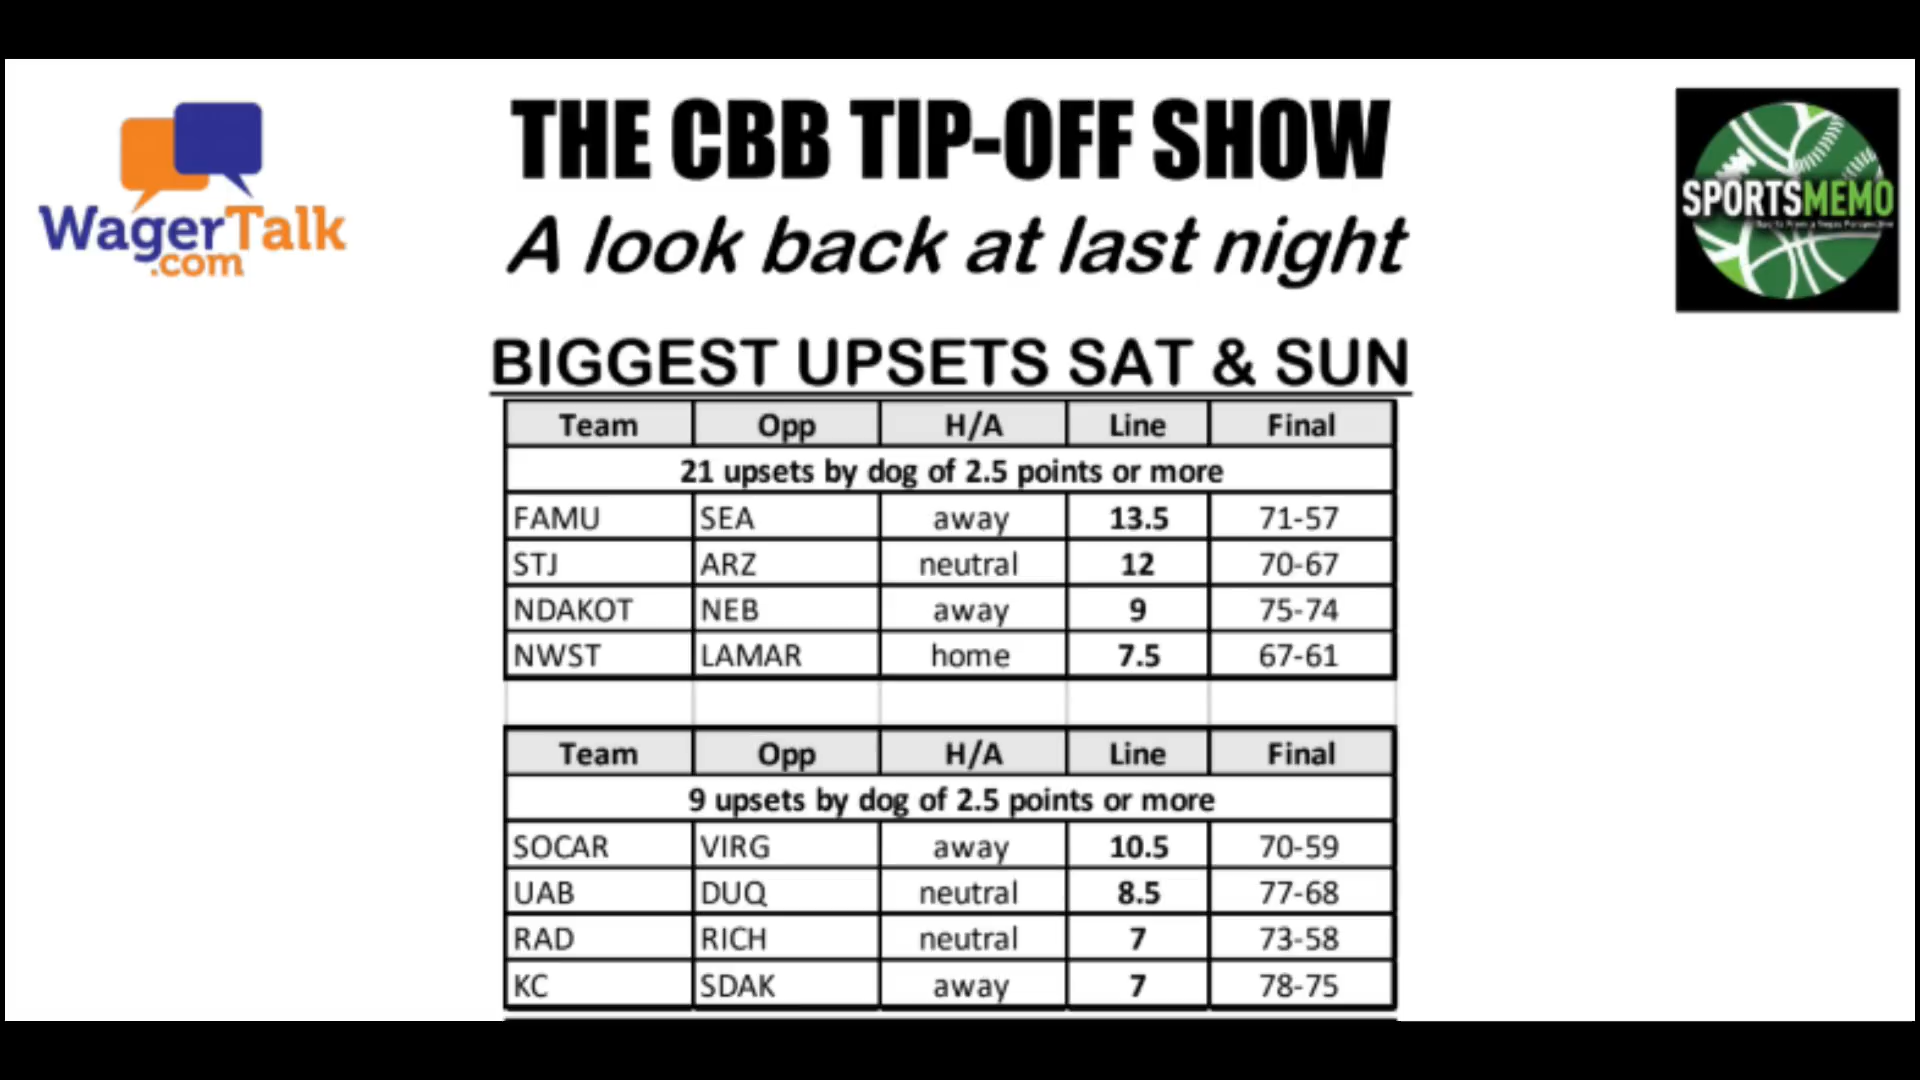 WagerTalk
.com
THE CBB TIP-OFF SHOW
A look back at last night
SPORTSMEMO
BIGGEST UPSETS SAT & SUN
Team Opp H/A Line Final
21 upsets by dog of 2.5 points or more
FAMU SEA away 13.5 71-57
STJ ARZ neutral 12 70-67
NDAKOT NEB away 9 75-74
NWST LAMAR home 7.5 67-61
Team Opp H/A Line Final
9 upsets by dog of 2.5 points or more
SOCAR VIRG away 10.5 70-59
UAB DUQ neutral 8.5 77-68
RAD RICH neutral 7 73-58
KC SDAK away 7 78-75